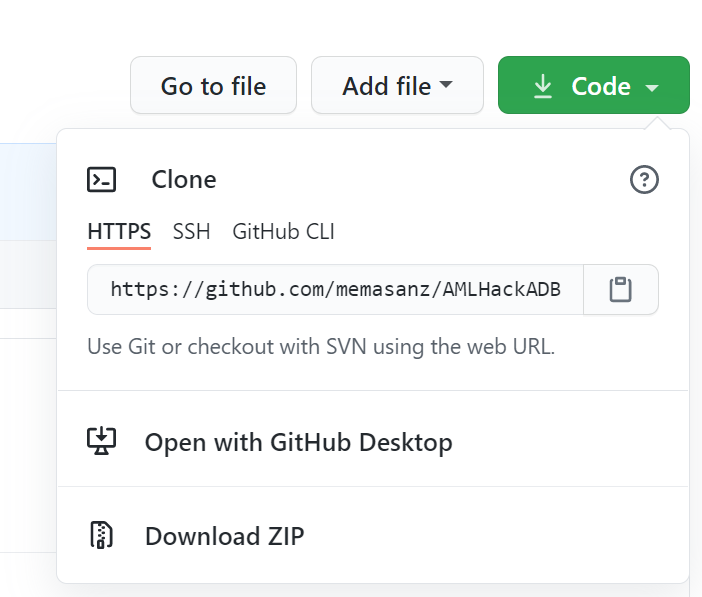 Go to file Add file Code
Clone
HTTPS SSH GitHub CLI
https://github.com/memasanz/AMLHackADB
Use Git or checkout with SVN using the web URL.
Open with GitHub Desktop
Download ZIP